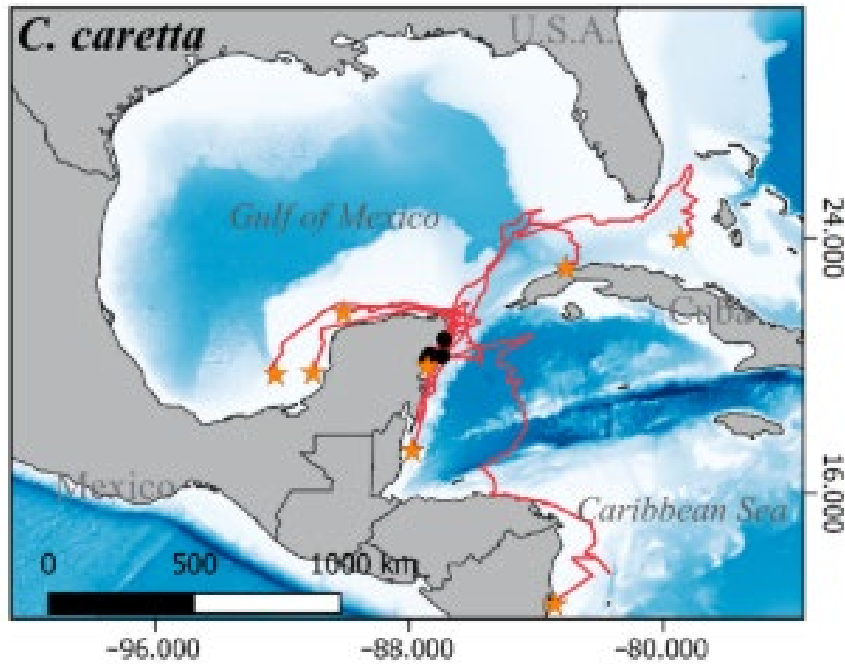 C. caretta
U.S.A.
Gulf of Mexico
24.000
Cuba
Mexico
Caribbean Sea
16.000
0 500 1000 km
-96.000 -88.000 -80.000